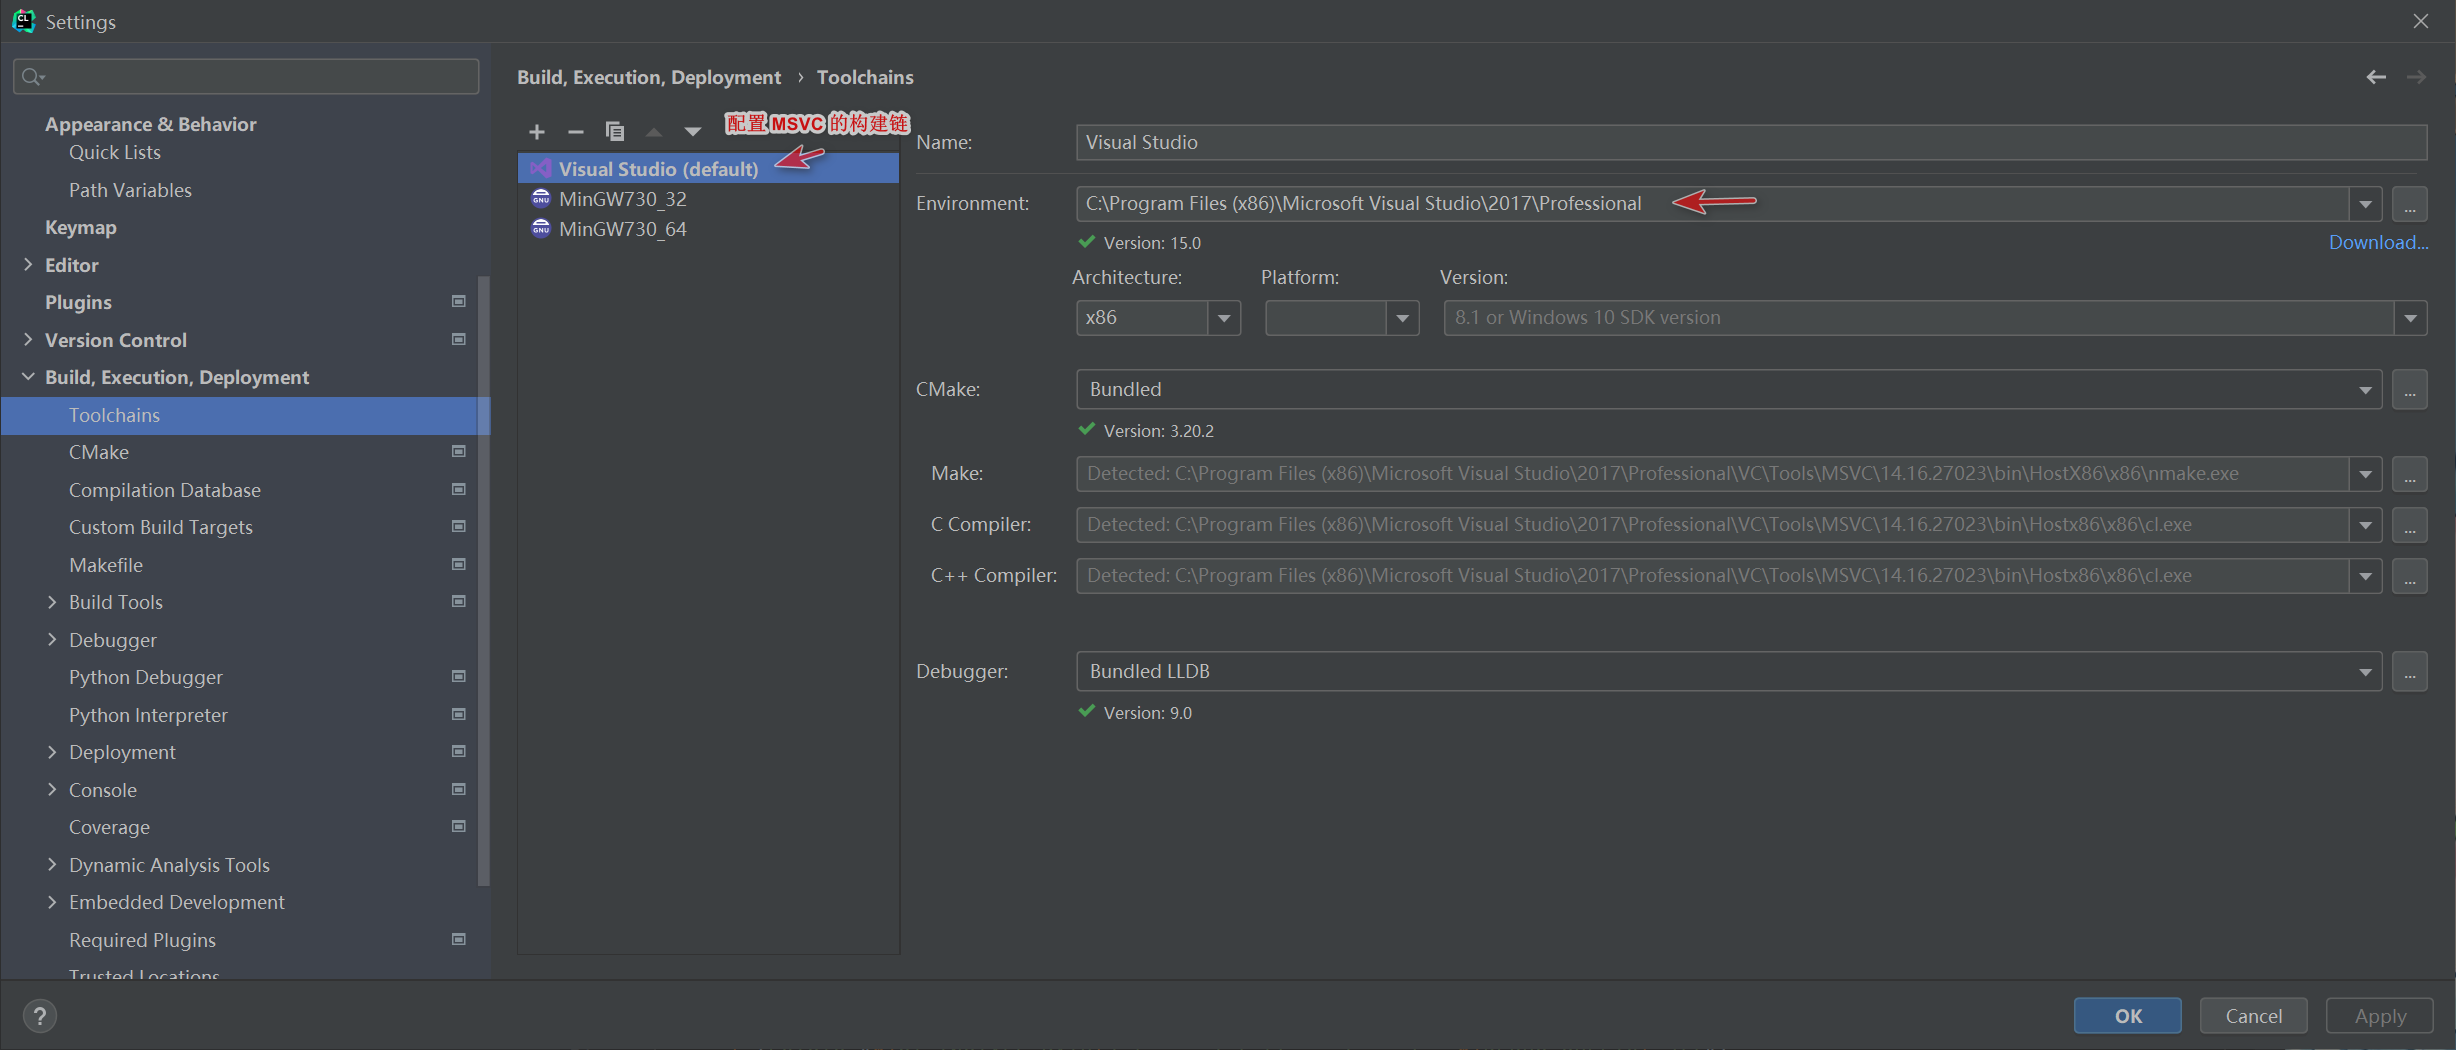 Settings
Appearance & Behavior
Quick Lists
Path Variables
Keymap
Editor
Plugins
Version Control
Build, Execution, Deployment
Toolchains
CMake
Compilation Database
Custom Build Targets
Makefile
Build Tools
Debugger
Python Debugger
Python Interpreter
Deployment
Console
Coverage
Dynamic Analysis Tools
Embedded Development
Required Plugins
Trusted Locations
Build, Execution, Deployment › Toolchains
配置 MSVC 的构建链
Visual Studio (default)
MinGW730_32
MinGW730_64
Name: Visual Studio
Environment: C:\Program Files (x86)\Microsoft Visual Studio\2017\Professional ...
Version: 15.0 Download...
Architecture: Platform: Version:
x86 8.1 or Windows 10 SDK version
CMake: Bundled ...
Version: 3.20.2
Make: Detected: C:\Program Files (x86)\Microsoft Visual Studio\2017\Professional\VC\Tools\MSVC\14.16.27023\bin\HostX86\x86\nmake.exe ...
C Compiler: Detected: C:\Program Files (x86)\Microsoft Visual Studio\2017\Professional\VC\Tools\MSVC\14.16.27023\bin\Hostx86\x86\cl.exe ...
C++ Compiler: Detected: C:\Program Files (x86)\Microsoft Visual Studio\2017\Professional\VC\Tools\MSVC\14.16.27023\bin\Hostx86\x86\cl.exe ...
Debugger: Bundled LLDB ...
Version: 9.0
? OK Cancel Apply